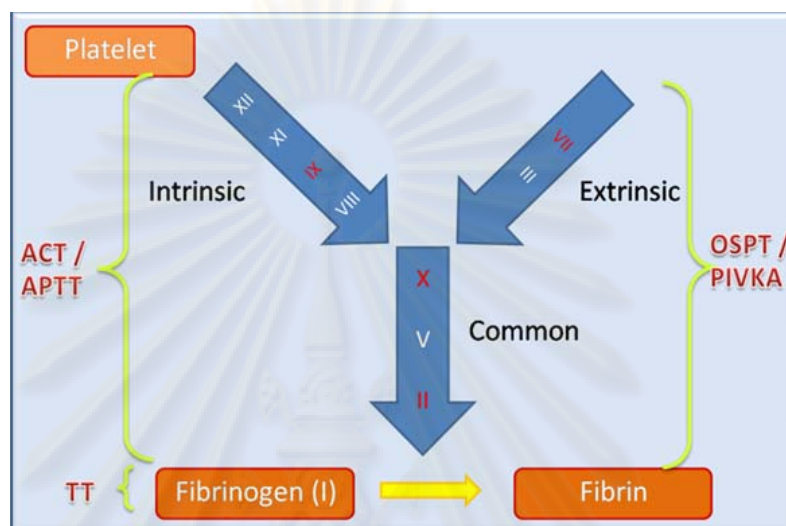 Platelet
XII
XI
IX
VIII
Intrinsic
VII
III
Extrinsic
ACT /
APTT
OSPT /
PIVKA
X
V
II
Common
TT
Fibrinogen (I)
Fibrin